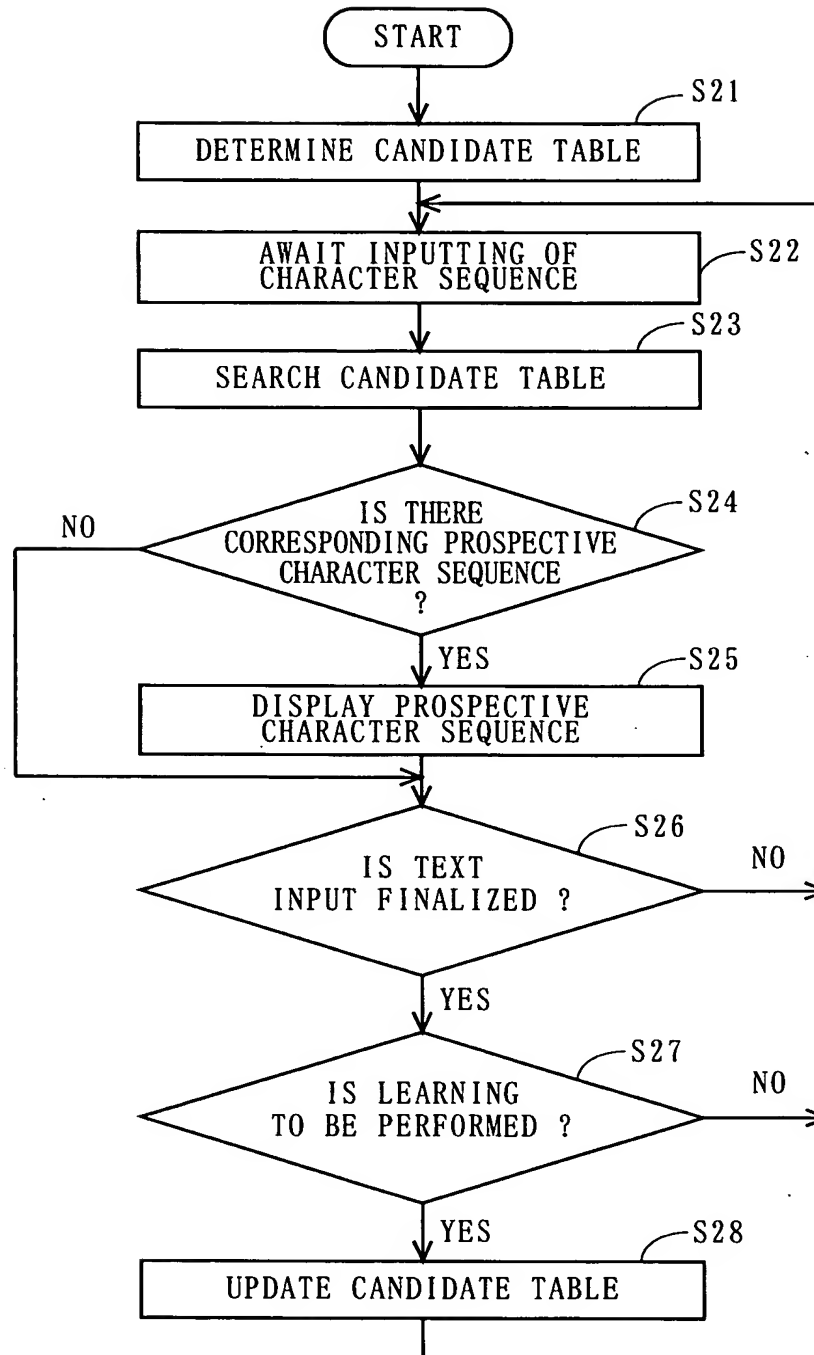 START
S21
DETERMINE CANDIDATE TABLE
AWAIT INPUTTING OF
CHARACTER SEQUENCE
S22
S23
SEARCH CANDIDATE TABLE
S24
NO
IS THERE
CORRESPONDING PROSPECTIVE
CHARACTER SEQUENCE
?
YES
S25
DISPLAY PROSPECTIVE
CHARACTER SEQUENCE
S26
NO
IS TEXT
INPUT FINALIZED ?
YES
S27
NO
IS LEARNING
TO BE PERFORMED ?
YES
S28
UPDATE CANDIDATE TABLE